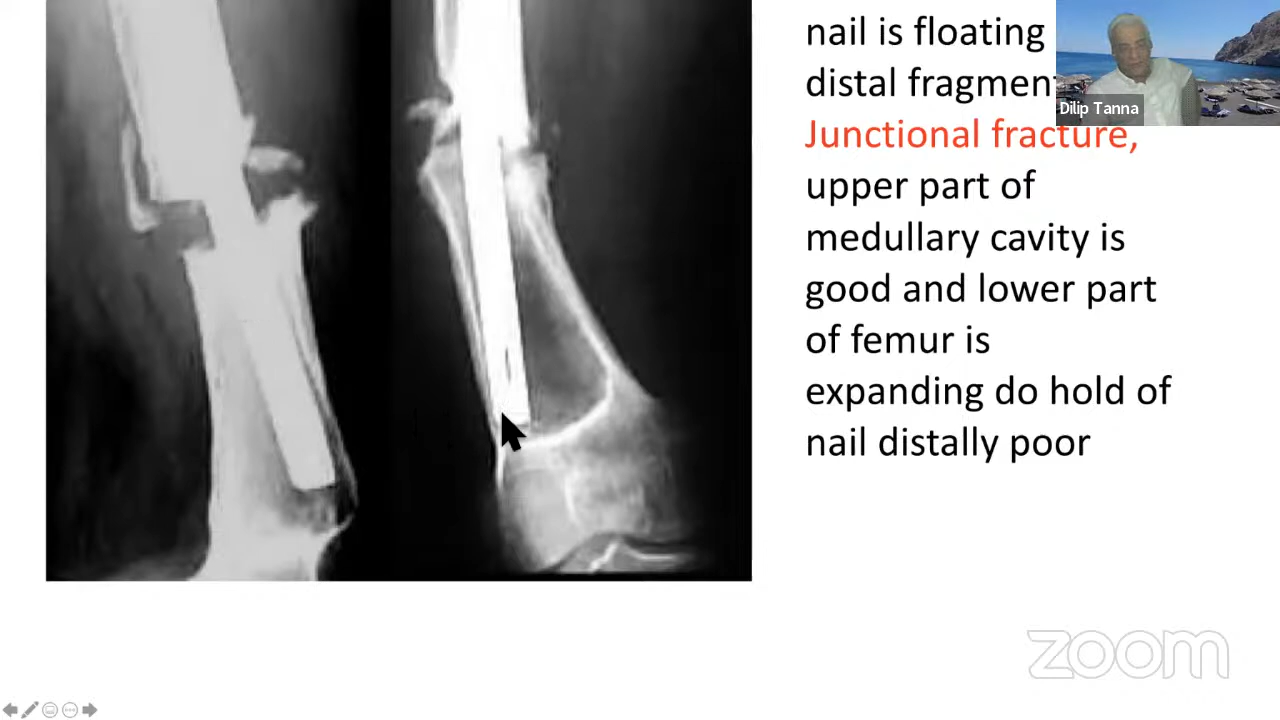 nail is floating
distal fragment
Junctional fracture,
upper part of
medullary cavity is
good and lower part
of femur is
expanding do hold of
nail distally poor
Dilip Tanna
zoom